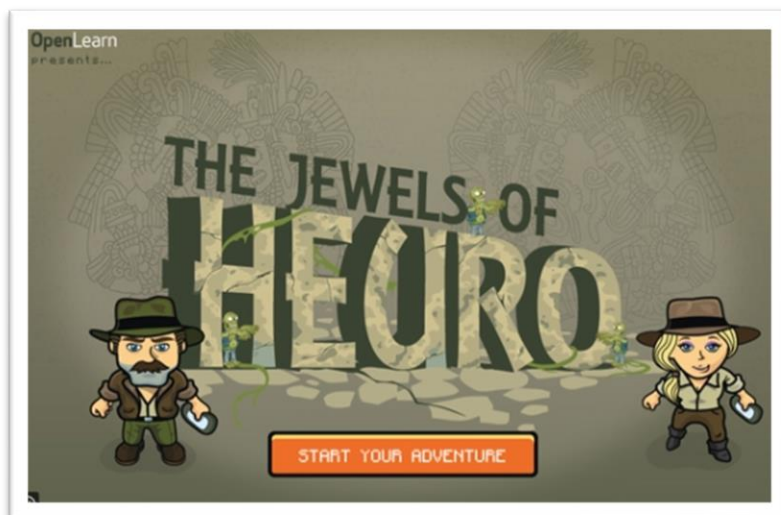 OpenLearn
presents...
THE JEWELS OF
HEURO
START YOUR ADVENTURE